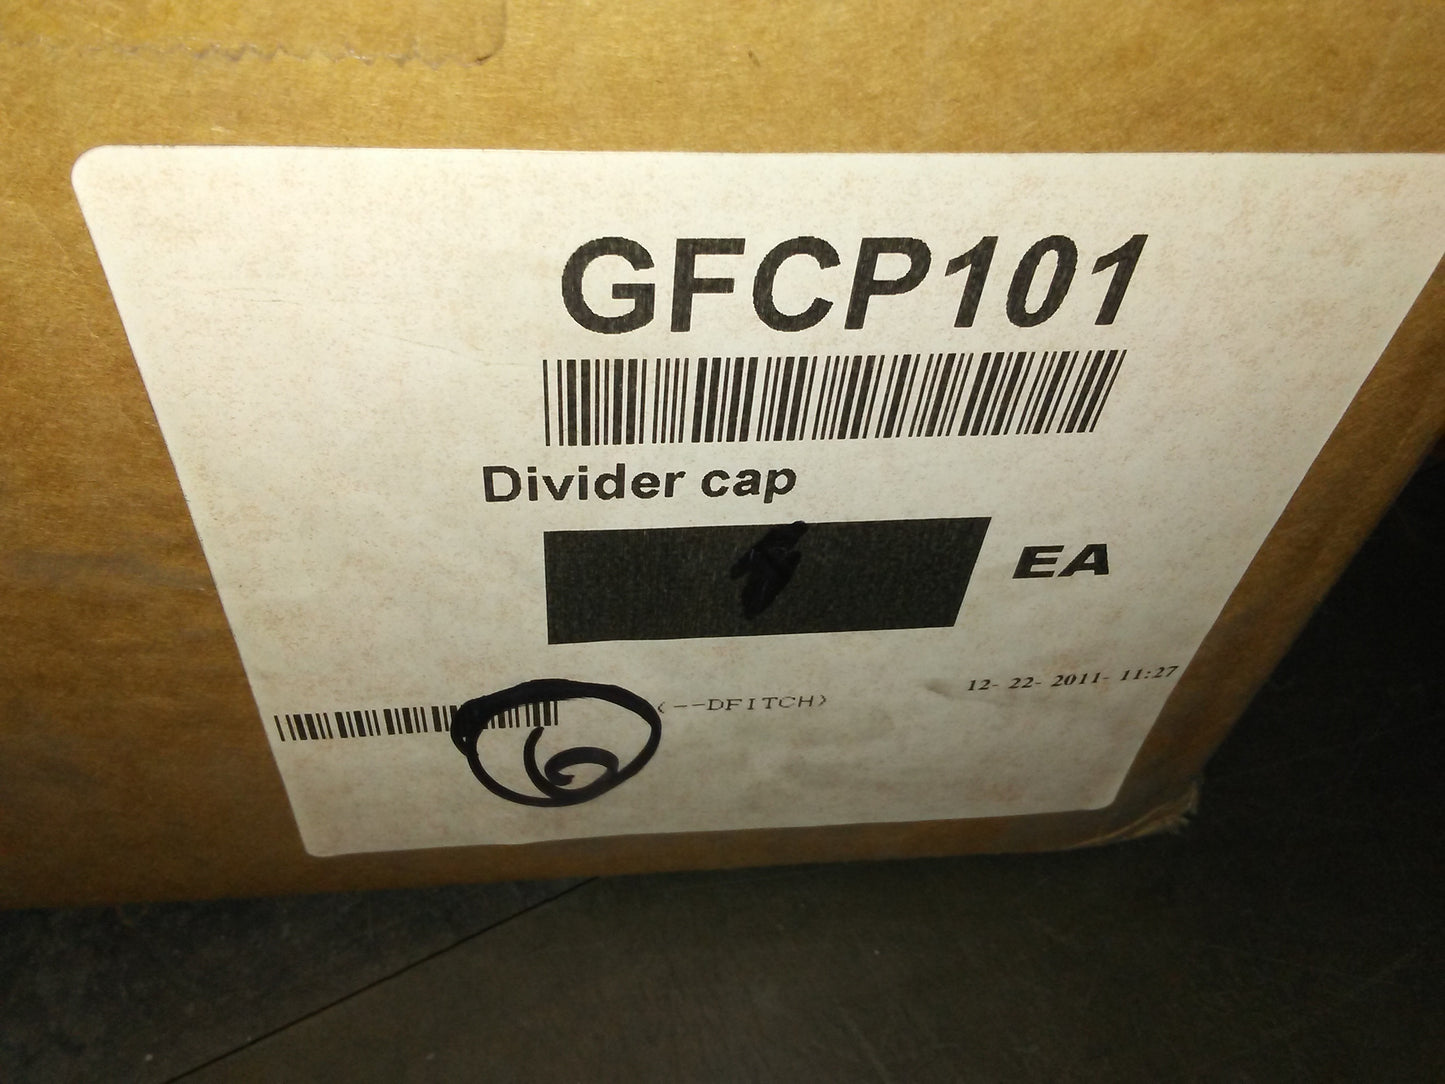 GFCP101
Divider cap
EA
12- 22- 2011- 11:27
(--DFITCH)
6